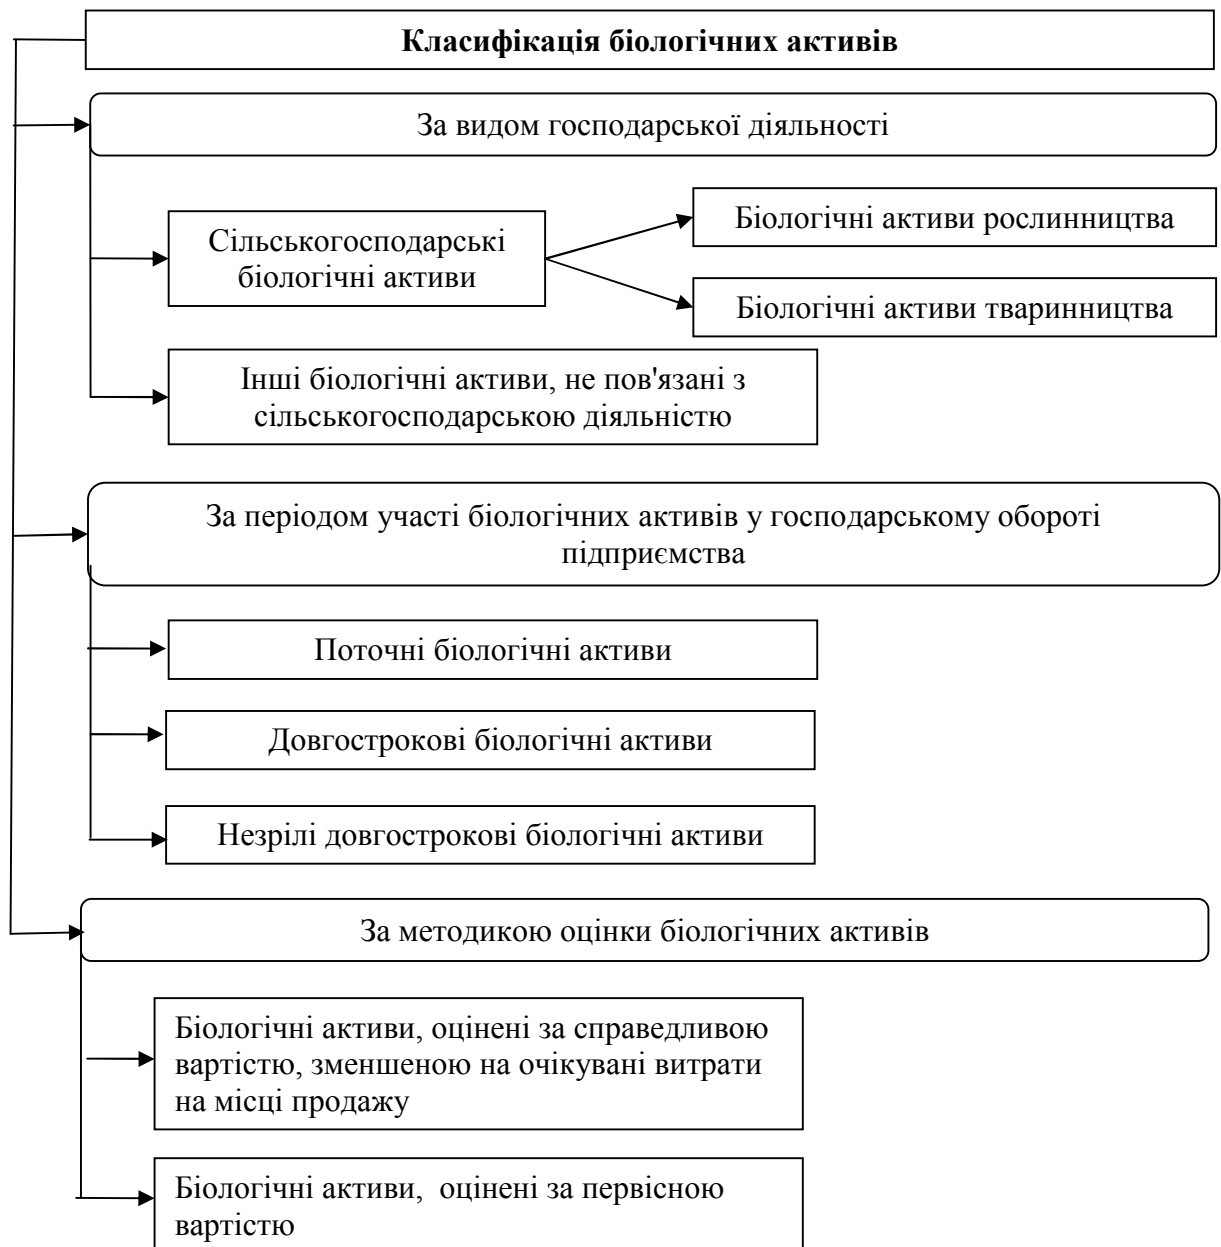 Класифікація біологічних активів
За видом господарської діяльності
Сільськогосподарські
біологічні активи
Біологічні активи рослинництва
Біологічні активи тваринництва
Інші біологічні активи, не пов'язані з
сільськогосподарською діяльністю
За періодом участі біологічних активів у господарському обороті
підприємства
Поточні біологічні активи
Довгострокові біологічні активи
Незрілі довгострокові біологічні активи
За методикою оцінки біологічних активів
Біологічні активи, оцінені за справедливою
вартістю, зменшеною на очікувані витрати
на місці продажу
Біологічні активи,  оцінені за первісною
вартістю